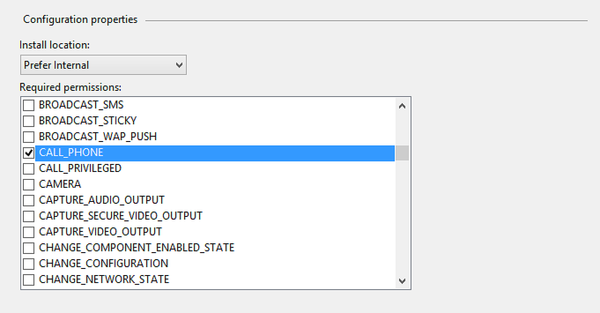 Configuration properties
Install location:
Prefer Internal
Required permissions:
BROADCAST_SMS
BROADCAST_STICKY
BROADCAST_WAP_PUSH
CALL_PHONE
CALL_PRIVILEGED
CAMERA
CAPTURE_AUDIO_OUTPUT
CAPTURE_SECURE_VIDEO_OUTPUT
CAPTURE_VIDEO_OUTPUT
CHANGE_COMPONENT_ENABLED_STATE
CHANGE_CONFIGURATION
CHANGE_NETWORK_STATE